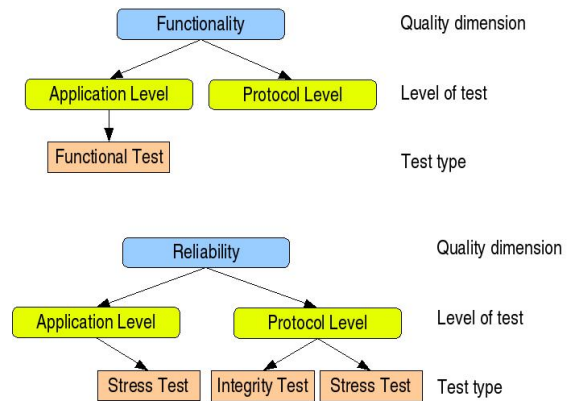 Functionality
Quality dimension
Application Level
Protocol Level
Level of test
Functional Test
Test type
Reliability
Quality dimension
Application Level
Protocol Level
Level of test
Stress Test
Integrity Test
Stress Test
Test type